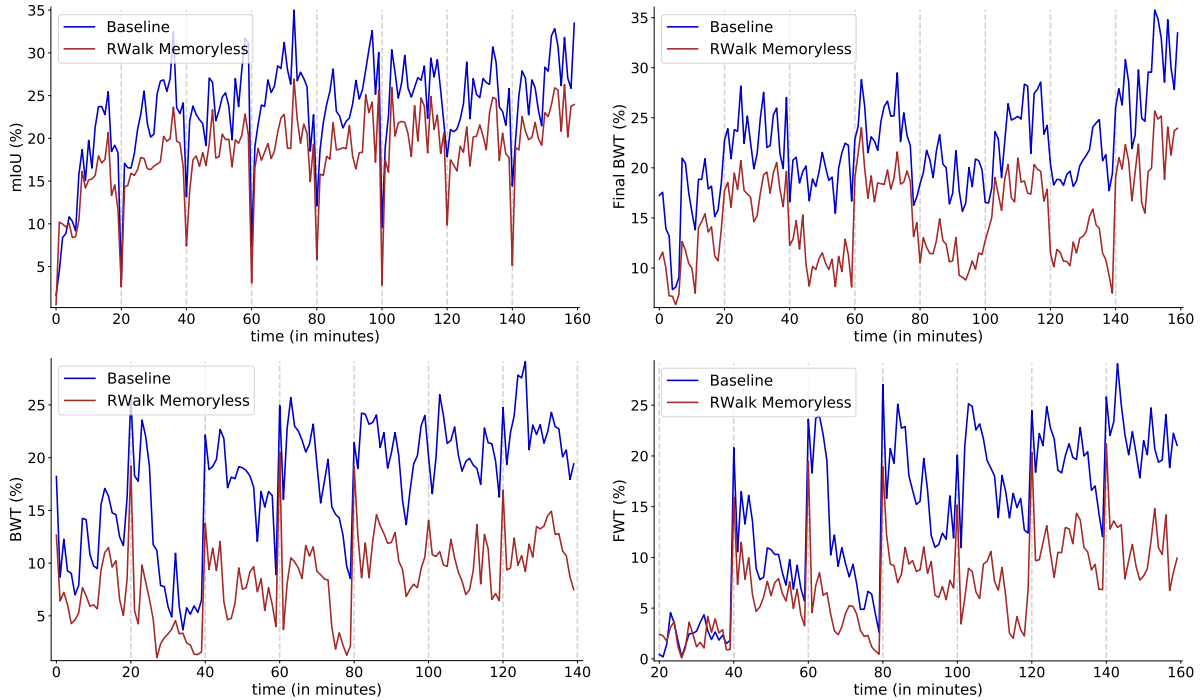 35
30
25
20
15
10
5
mIoU (%)
Baseline
RWalk Memoryless
0 20 40 60 80 100 120 140 160
time (in minutes)
35
30
25
20
15
10
Final BWT (%)
Baseline
RWalk Memoryless
0 20 40 60 80 100 120 140 160
time (in minutes)
25
20
15
10
5
BWT (%)
Baseline
RWalk Memoryless
0 20 40 60 80 100 120 140
time (in minutes)
25
20
15
10
5
0
FWT (%)
Baseline
RWalk Memoryless
20 40 60 80 100 120 140 160
time (in minutes)